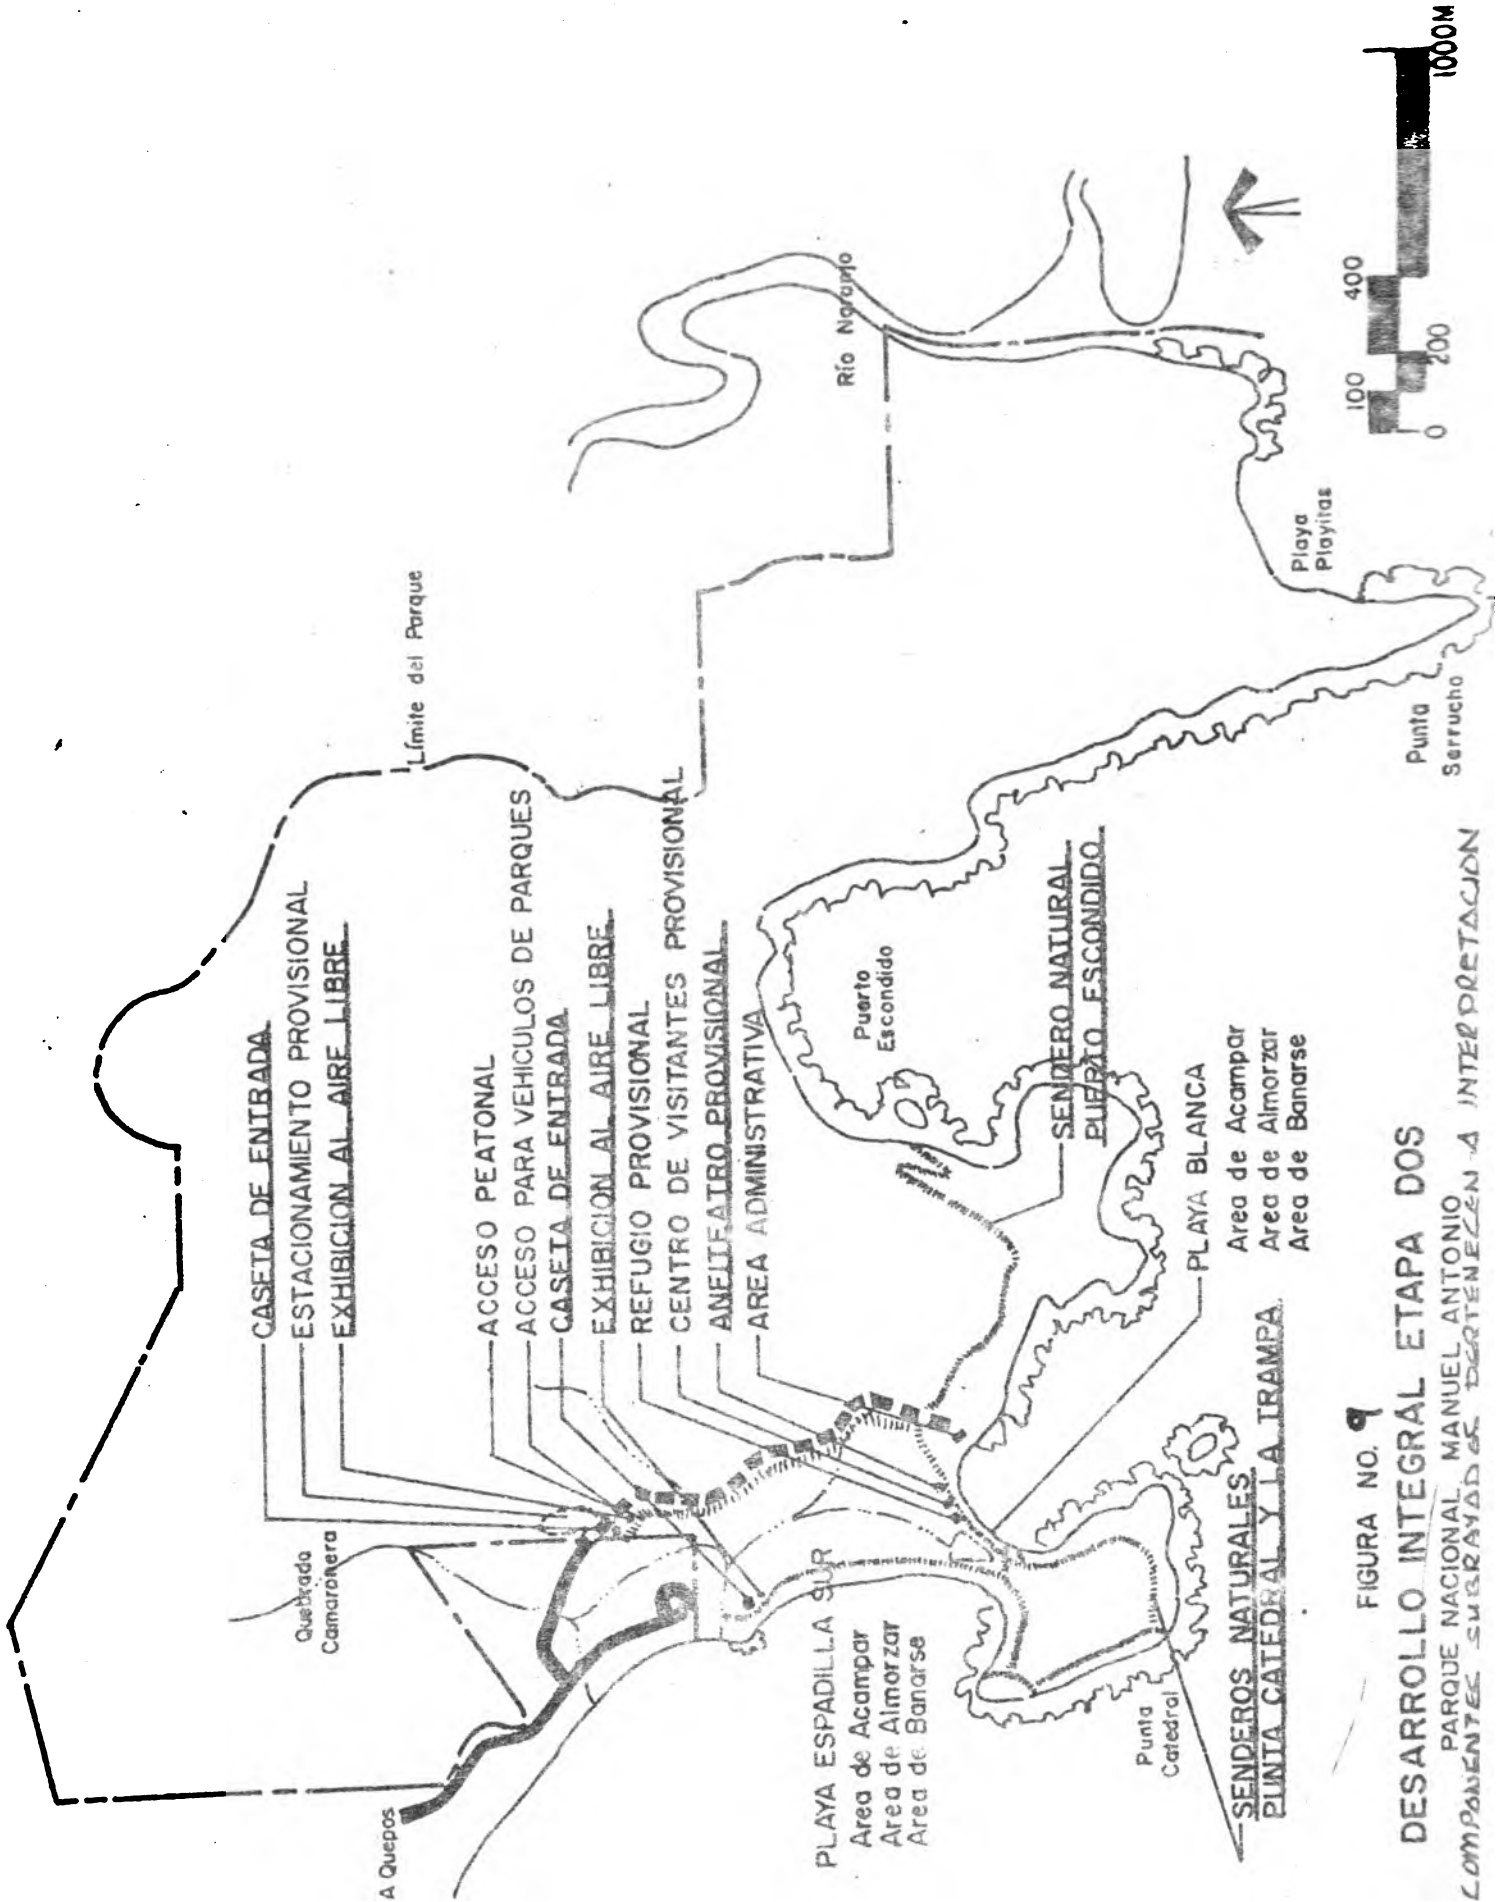 CASETA DE ENTRADA
ESTACIONAMIENTO PROVISIONAL
EXHIBICION AL AIRE LIBRE
ACCESO PEATONAL
ACCESO PARA VEHICULOS DE PARQUES
CASETA DE ENTRADA
EXHIBICION AL AIRE LIBRE
REFUGIO PROVISIONAL
CENTRO DE VISITANTES PROVISIONAL
ANFITEATRO PROVISIONAL
AREA ADMINISTRATIVA
Límite del Parque
Río Naranjo
Quebrada
Camaronera
A Quepos
PLAYA ESPADILLA SUR
Area de Acampar
Area de Almorzar
Area de Banarse
Puerto
Escondido
SENDERO NATURAL
PUERTO ESCONDIDO
PLAYA BLANCA
Area de Acampar
Area de Almorzar
Area de Banarse
Punta
Catedral
SENDEROS NATURALES
PUNTA CATEDRAL Y LA TRAMPA
Playa
Playitas
Punta
Serrucho
0
100
200
400
1000M
FIGURA NO. 9
DESARROLLO INTEGRAL ETAPA DOS
PARQUE NACIONAL MANUEL ANTONIO
COMPONENTES SUBRAYADOS PERTENECEN A INTERPRETACION